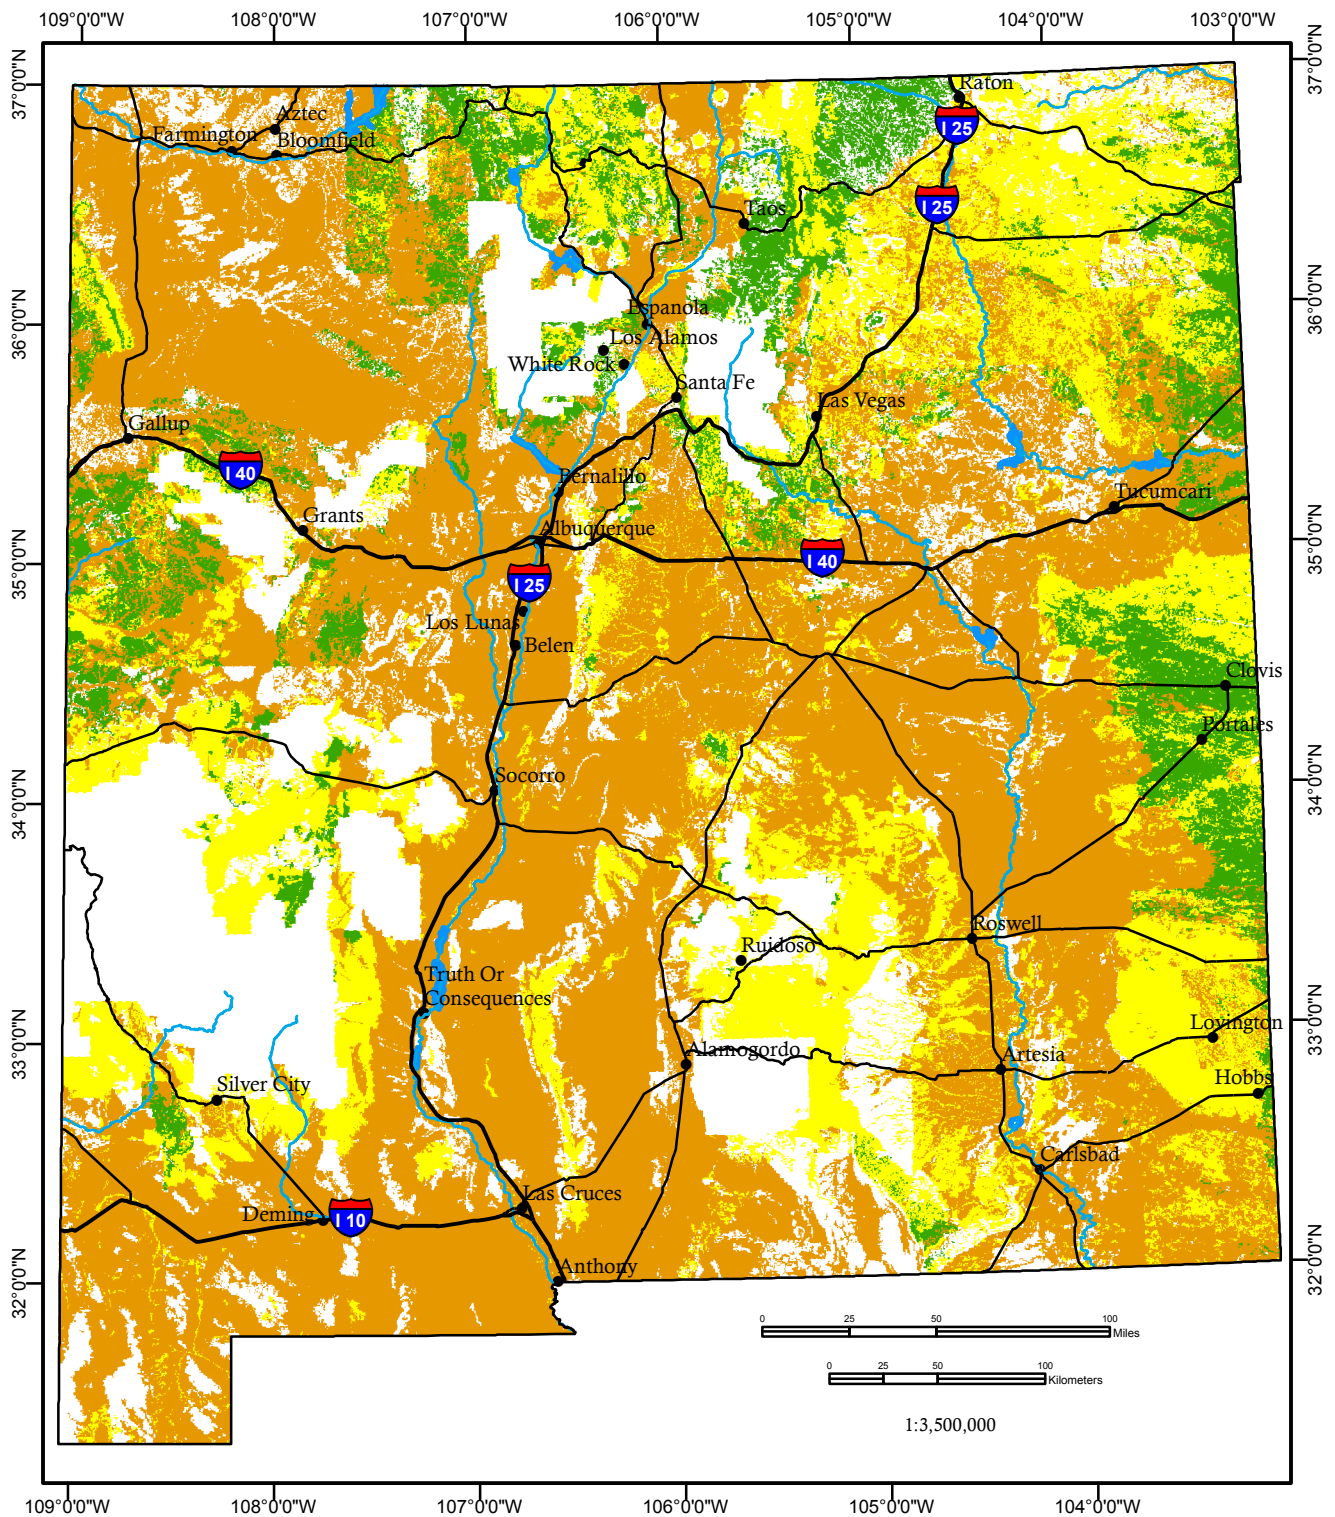 109°0'0"W 108°0'0"W 107°0'0"W 106°0'0"W 105°0'0"W 104°0'0"W 103°0'0"W
37°0'0"N
37°0'0"N
Raton
Aztec
Farmington
Bloomfield
I 25
I 25
Taos
36°0'0"N
36°0'0"N
Espanola
Los Alamos
White Rock
Santa Fe
Las Vegas
Gallup
I 40
Bernalillo
Tucumcari
Grants
Albuquerque
35°0'0"N
35°0'0"N
I 40
I 25
Los Lunas
Belen
Clovis
Portales
Socorro
34°0'0"N
34°0'0"N
Roswell
Ruidoso
Truth Or
Consequences
33°0'0"N
33°0'0"N
Lovington
Alamogordo
Artesia
Silver City
Hobbs
Carlsbad
Las Cruces
Deming
I 10
32°0'0"N
32°0'0"N
Anthony
0 25 50 100
Miles
0 25 50 100
Kilometers
1:3,500,000
109°0'0"W 108°0'0"W 107°0'0"W 106°0'0"W 105°0'0"W 104°0'0"W